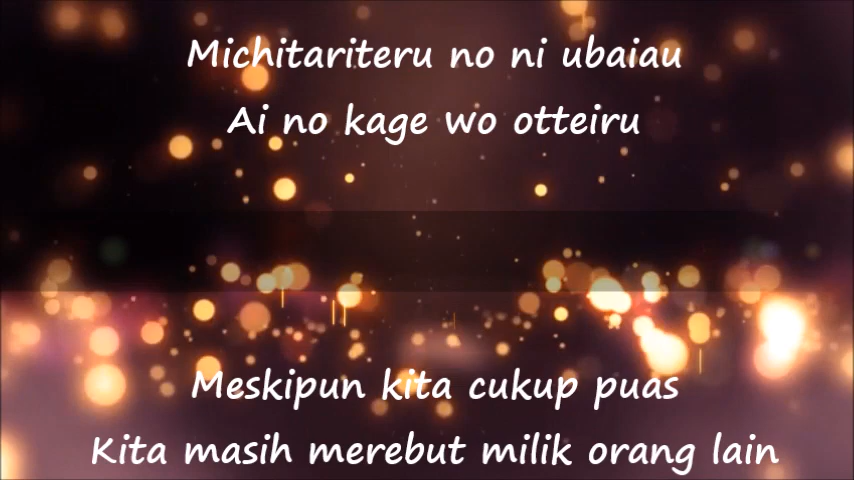 Michitariteru no ni ubaiau
Ai no kage wo otteiru
Meskipun kita cukup puas
Kita masih merebut milik orang lain